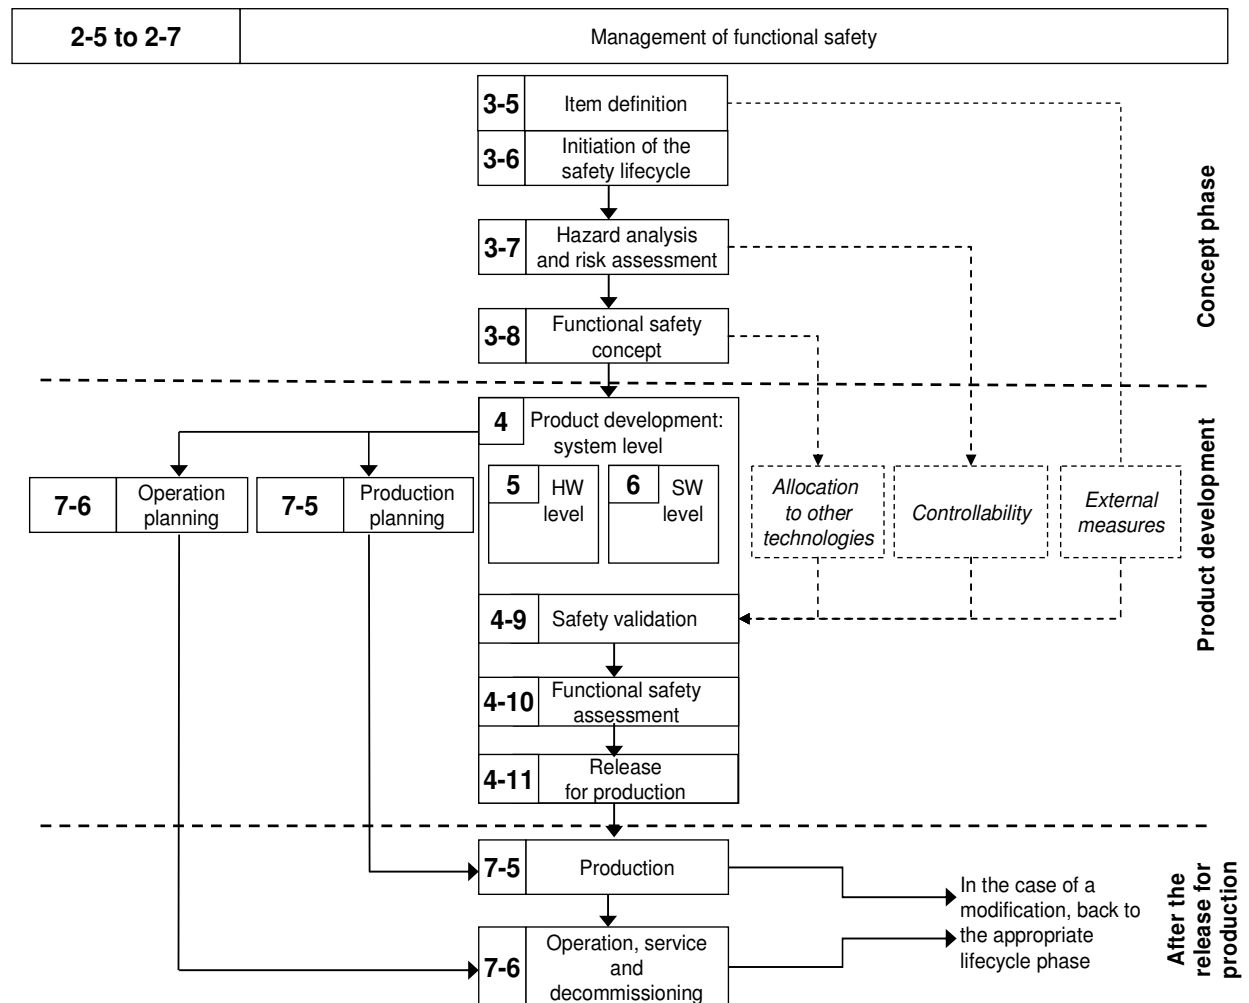 2-5 to 2-7
Management of functional safety
3-5
Item definition
3-6
Initiation of the
safety lifecycle
3-7
Hazard analysis
and risk assessment
3-8
Functional safety
concept
Concept phase
4
Product development:
system level
5
HW
level
6
SW
level
7-6
Operation
planning
7-5
Production
planning
Allocation
to other
technologies
Controllability
External
measures
4-9
Safety validation
4-10
Functional safety
assessment
4-11
Release
for production
Product development
7-5
Production
7-6
Operation, service
and
decommissioning
In the case of a
modification, back to
the appropriate
lifecycle phase
After the
release for
production